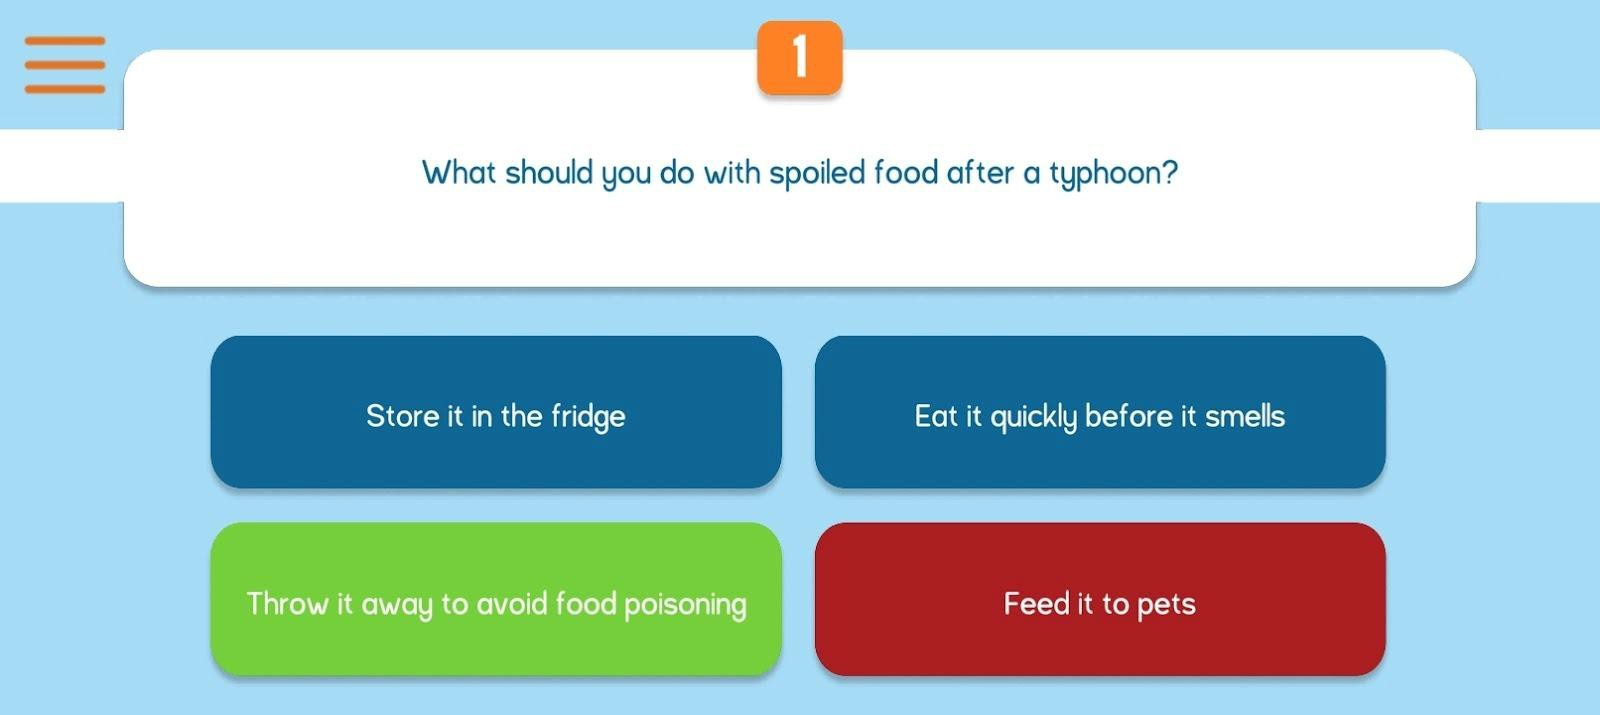 1
What should you do with spoiled food after a typhoon?
Store it in the fridge
Eat it quickly before it smells
Throw it away to avoid food poisoning
Feed it to pets